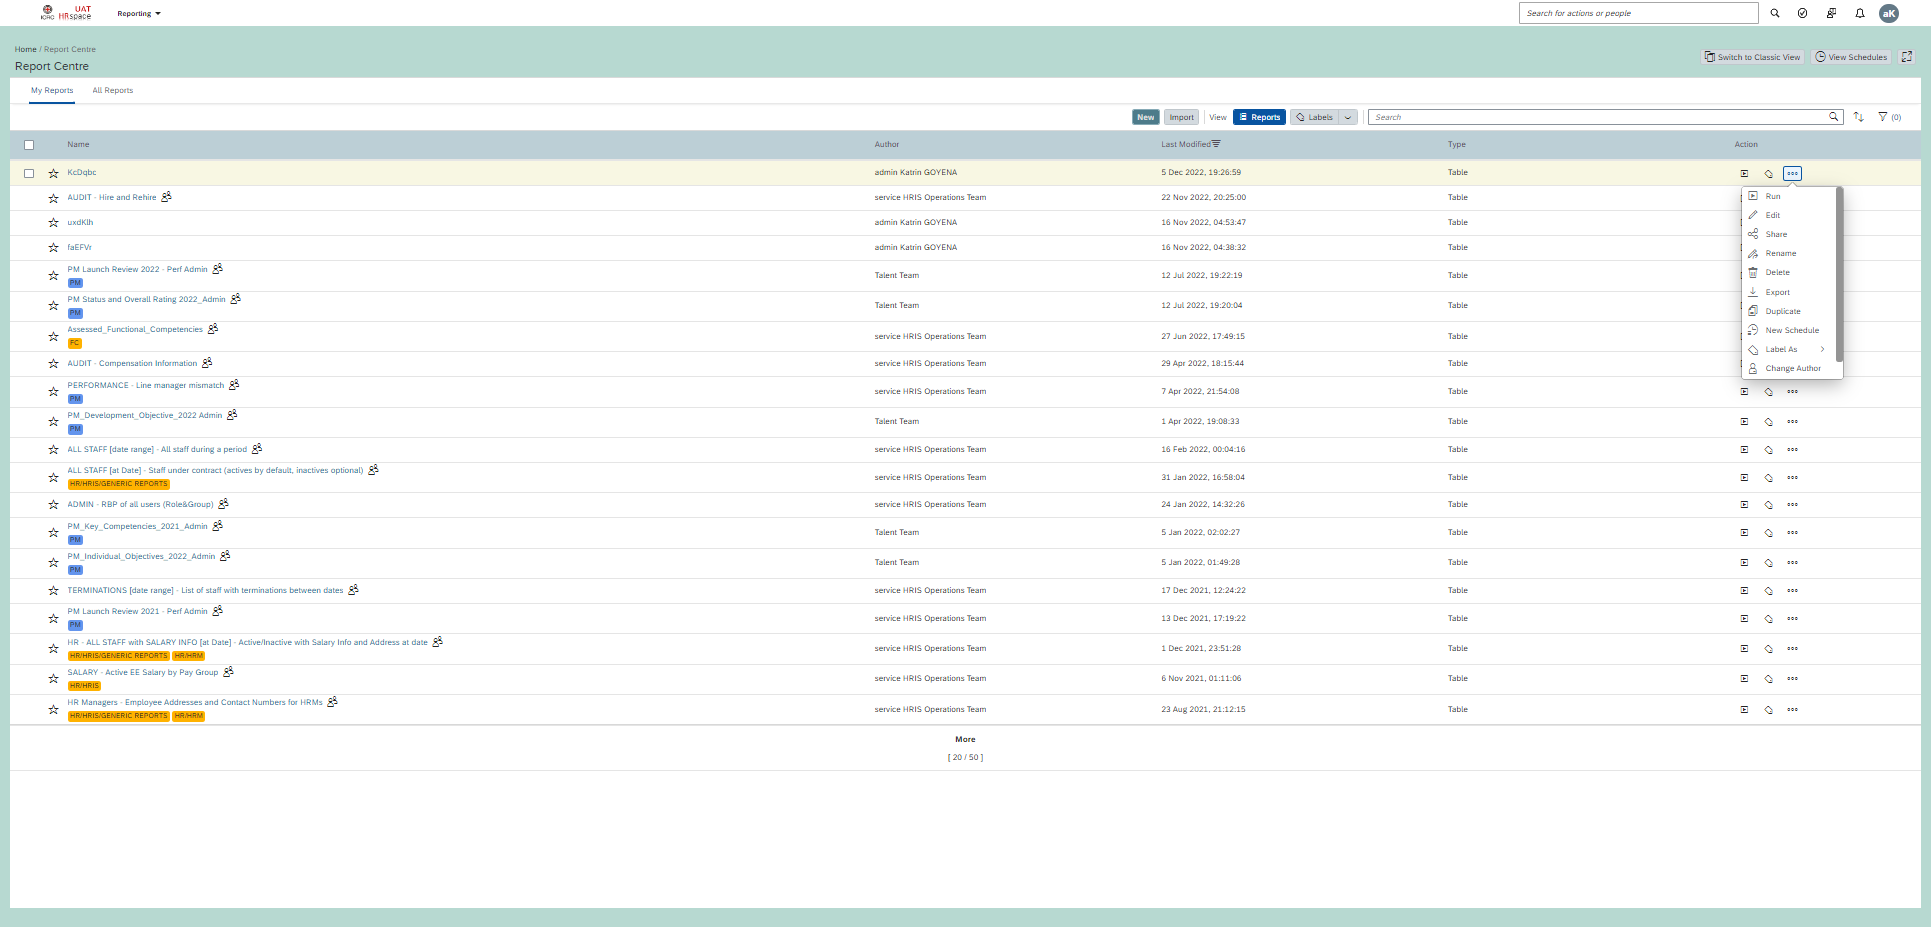 UAT
ICRC HRspace
Reporting
Search for actions or people
aK
Home / Report Centre
Report Centre
Switch to Classic View
View Schedules
My Reports
All Reports
New
Import
View
Reports
Labels
Search
(0)
Name Author Last Modified Type Action
KcDqbc admin Katrin GOYENA 5 Dec 2022, 19:26:59 Table
AUDIT - Hire and Rehire service HRIS Operations Team 22 Nov 2022, 20:25:00 Table
uxdKlh admin Katrin GOYENA 16 Nov 2022, 04:53:47 Table
faEFVr admin Katrin GOYENA 16 Nov 2022, 04:38:32 Table
PM Launch Review 2022 - Perf Admin
PM
Talent Team 12 Jul 2022, 19:22:19 Table
PM Status and Overall Rating 2022_Admin
PM
Talent Team 12 Jul 2022, 19:20:04 Table
Assessed_Functional_Competencies
FC
service HRIS Operations Team 27 Jun 2022, 17:49:15 Table
AUDIT - Compensation Information service HRIS Operations Team 29 Apr 2022, 18:15:44 Table
PERFORMANCE - Line manager mismatch
PM
service HRIS Operations Team 7 Apr 2022, 21:54:08 Table
PM_Development_Objective_2022 Admin
PM
Talent Team 1 Apr 2022, 19:08:33 Table
ALL STAFF [date range] - All staff during a period service HRIS Operations Team 16 Feb 2022, 00:04:16 Table
ALL STAFF [at Date] - Staff under contract (actives by default, inactives optional)
HR/HRIS/GENERIC REPORTS
service HRIS Operations Team 31 Jan 2022, 16:58:04 Table
ADMIN - RBP of all users (Role&Group) service HRIS Operations Team 24 Jan 2022, 14:32:26 Table
PM_Key_Competencies_2021_Admin
PM
Talent Team 5 Jan 2022, 02:02:27 Table
PM_Individual_Objectives_2022_Admin
PM
Talent Team 5 Jan 2022, 01:49:28 Table
TERMINATIONS [date range] - List of staff with terminations between dates service HRIS Operations Team 17 Dec 2021, 12:24:22 Table
PM Launch Review 2021 - Perf Admin
PM
service HRIS Operations Team 13 Dec 2021, 17:19:22 Table
HR - ALL STAFF with SALARY INFO [at Date] - Active/Inactive with Salary Info and Address at date
HR/HRIS/GENERIC REPORTS HR/HRM
service HRIS Operations Team 1 Dec 2021, 23:51:28 Table
SALARY - Active EE Salary by Pay Group
HR/HRIS
service HRIS Operations Team 6 Nov 2021, 01:11:06 Table
HR Managers - Employee Addresses and Contact Numbers for HRMs
HR/HRIS/GENERIC REPORTS HR/HRM
service HRIS Operations Team 23 Aug 2021, 21:12:15 Table
Run
Edit
Share
Rename
Delete
Export
Duplicate
New Schedule
Label As
Change Author
More
[ 20 / 50 ]